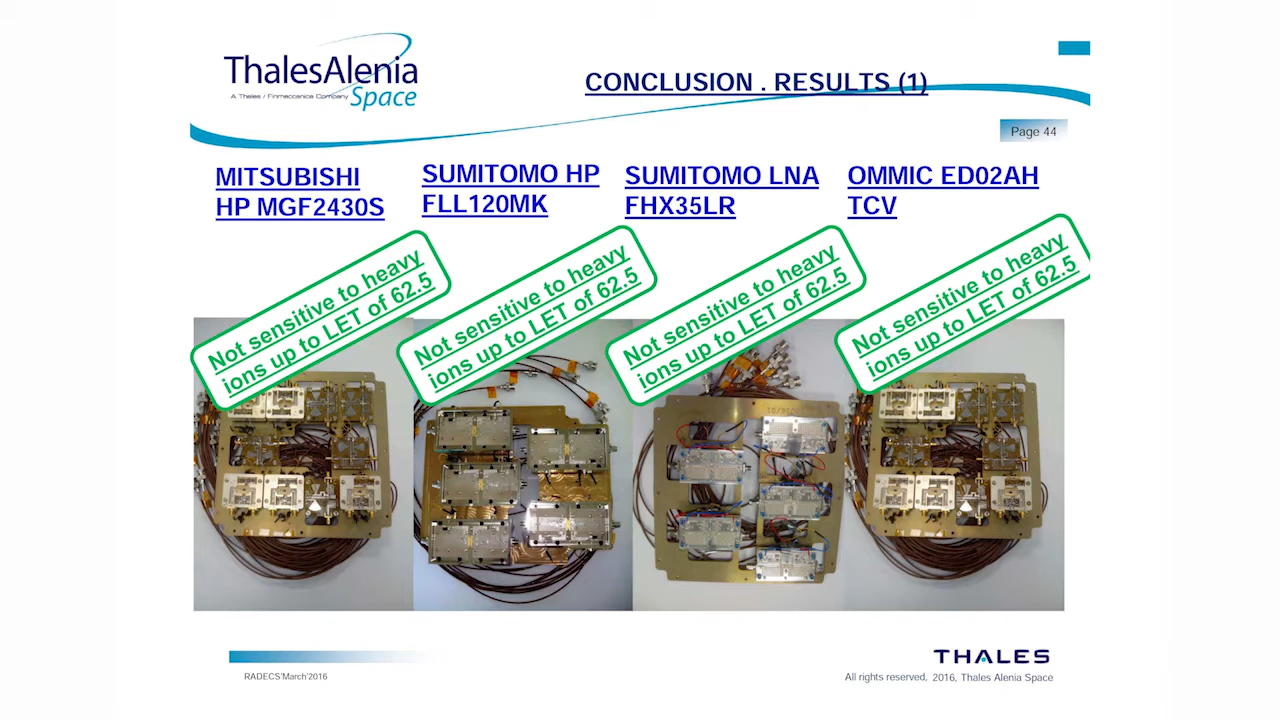 ThalesAlenia
A Thales / Finmeccanica Company
Space
CONCLUSION . RESULTS (1)
Page 44
MITSUBISHI
HP MGF2430S
SUMITOMO HP
FLL120MK
SUMITOMO LNA
FHX35LR
OMMIC ED02AH
TCV
Not sensitive to heavy
ions up to LET of 62.5
Not sensitive to heavy
ions up to LET of 62.5
Not sensitive to heavy
ions up to LET of 62.5
Not sensitive to heavy
ions up to LET of 62.5
THALES
RADECS'March'2016
All rights reserved, 2016, Thales Alenia Space